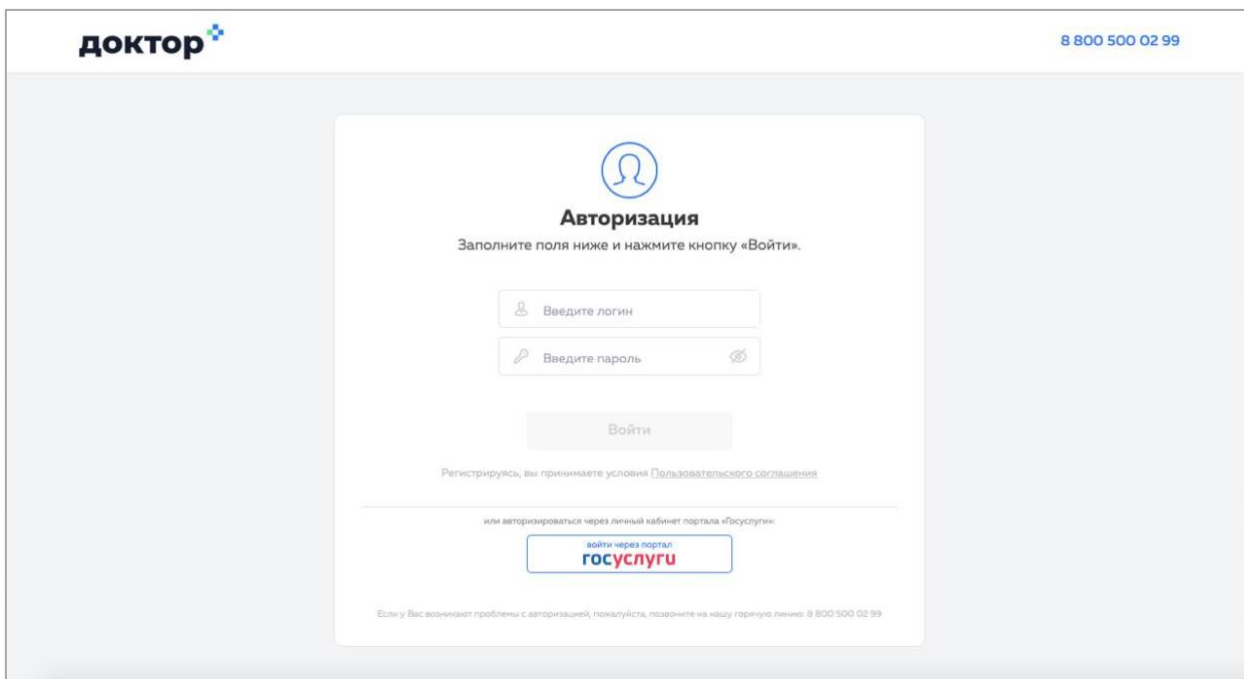 доктор
8 800 500 02 99
Авторизация
Заполните поля ниже и нажмите кнопку «Войти».
Введите логин
Введите пароль
Войти
Регистрируясь, вы принимаете условия Пользовательского соглашения
или авторизироваться через личный кабинет портала «Госуслуги»:
войти через портал
госуслуги
Если у Вас возникают проблемы с авторизацией, пожалуйста, позвоните на нашу горячую линию: 8 800 500 02 99